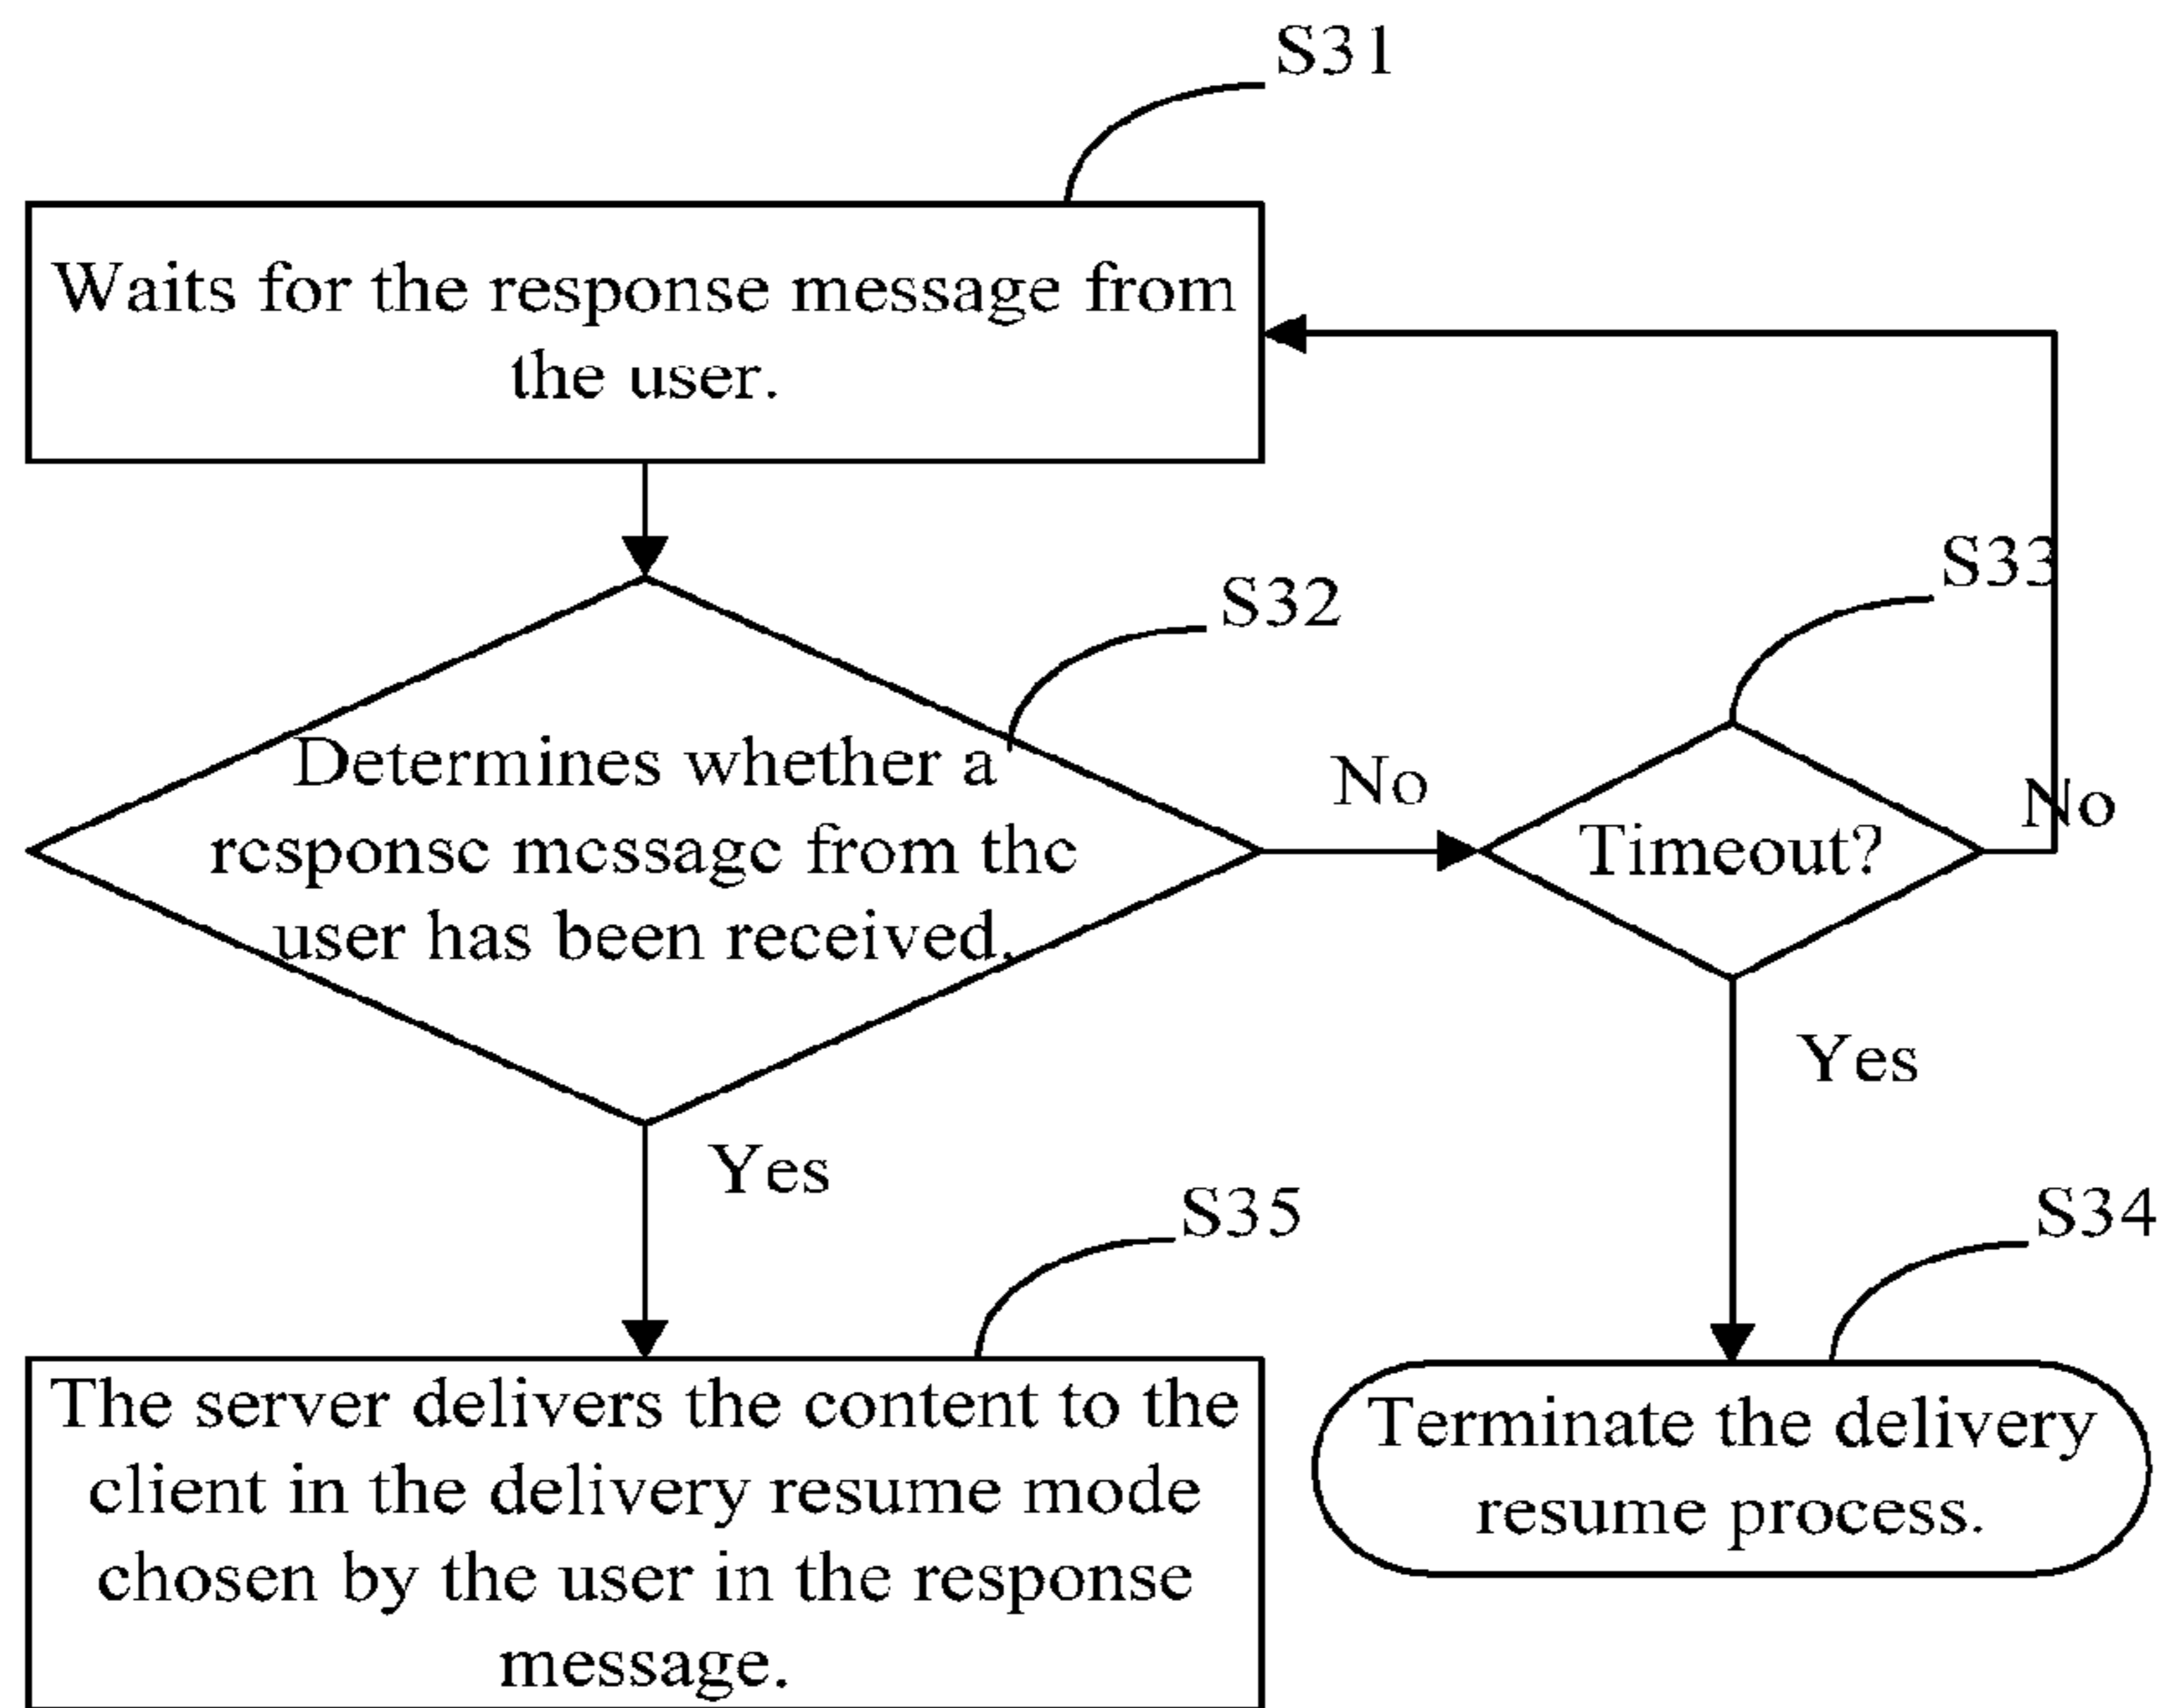 S31
Waits for the response message from
the user.
S32
S33
Determines whether a
response message from the
user has been received.
No
Timeout?
No
Yes
Yes
S35
S34
The server delivers the content to the
client in the delivery resume mode
chosen by the user in the response
message.
Terminate the delivery
resume process.